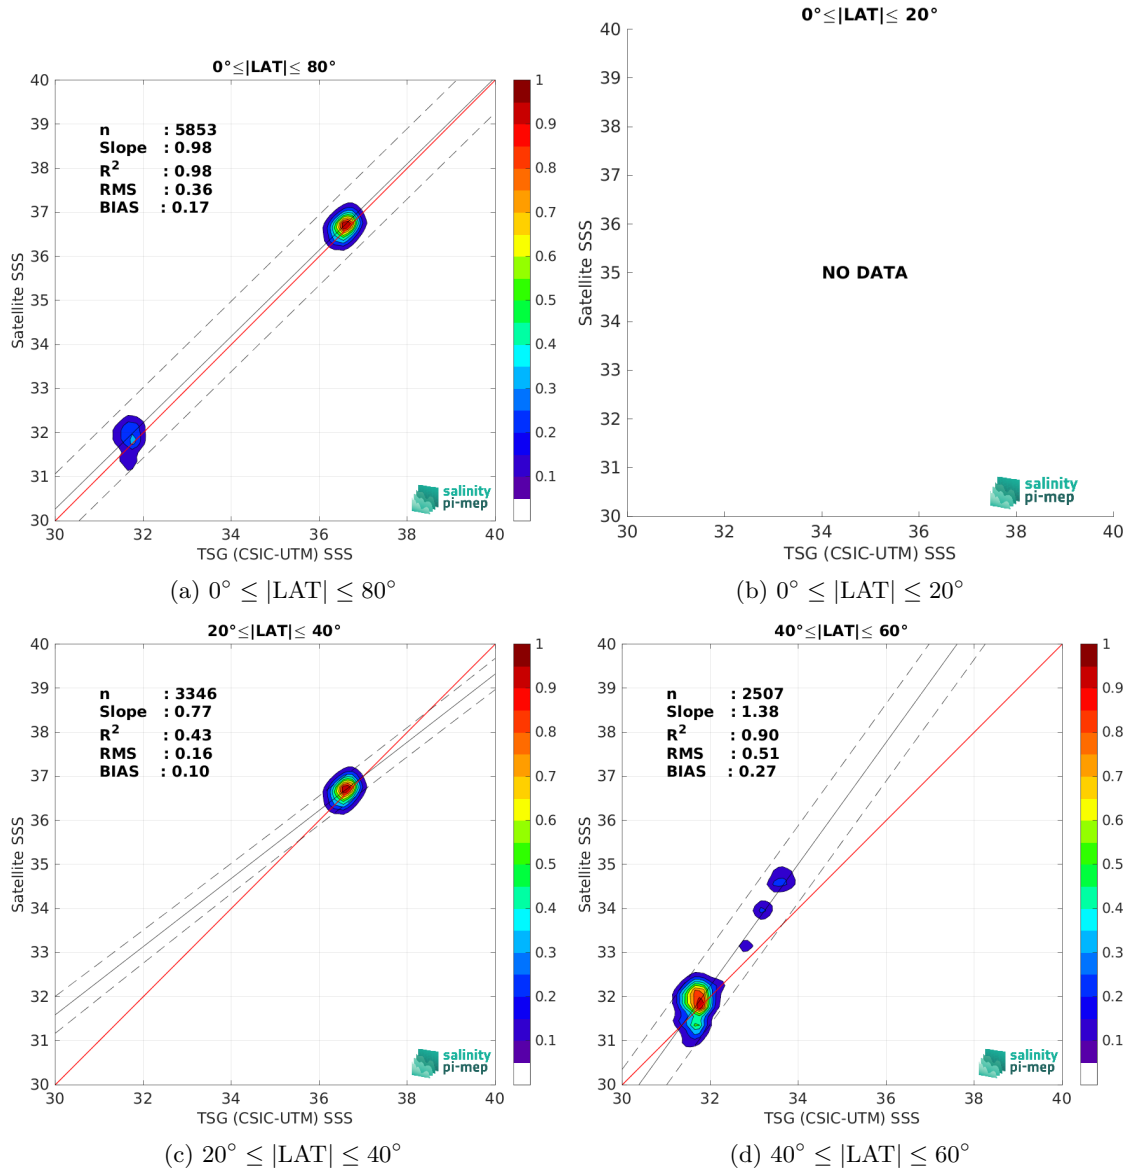 0°≤|LAT|≤ 80°
n : 5853
Slope : 0.98
R² : 0.98
RMS : 0.36
BIAS : 0.17
40
39
38
37
36
35
34
33
32
31
30
Satellite SSS
30 32 34 36 38 40
TSG (CSIC-UTM) SSS
1
0.9
0.8
0.7
0.6
0.5
0.4
0.3
0.2
0.1
salinity
pi-mep
(a) 0° ≤ |LAT| ≤ 80°
0°≤|LAT|≤ 20°
40
39
38
37
36
35
34
33
32
31
30
Satellite SSS
NO DATA
30 32 34 36 38 40
TSG (CSIC-UTM) SSS
salinity
pi-mep
(b) 0° ≤ |LAT| ≤ 20°
20°≤|LAT|≤ 40°
n : 3346
Slope : 0.77
R² : 0.43
RMS : 0.16
BIAS : 0.10
40
39
38
37
36
35
34
33
32
31
30
Satellite SSS
30 32 34 36 38 40
TSG (CSIC-UTM) SSS
1
0.9
0.8
0.7
0.6
0.5
0.4
0.3
0.2
0.1
salinity
pi-mep
(c) 20° ≤ |LAT| ≤ 40°
40°≤|LAT|≤ 60°
n : 2507
Slope : 1.38
R² : 0.90
RMS : 0.51
BIAS : 0.27
40
39
38
37
36
35
34
33
32
31
30
Satellite SSS
30 32 34 36 38 40
TSG (CSIC-UTM) SSS
1
0.9
0.8
0.7
0.6
0.5
0.4
0.3
0.2
0.1
salinity
pi-mep
(d) 40° ≤ |LAT| ≤ 60°